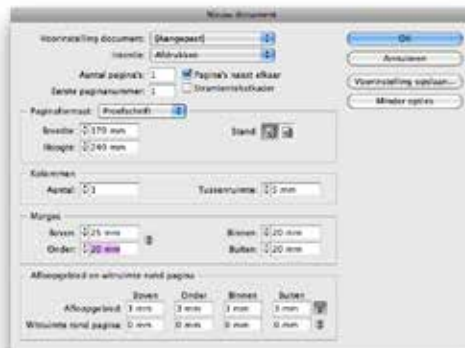 Nieuw document
Voorinstelling document: [Aangepast]
Intentie: Afdrukken
Aantal pagina's: 1 Pagina's naast elkaar
Eerste paginanummer: 1 Stramientekstkader
OK
Annuleren
Voorinstelling opslaan...
Minder opties
Paginaformaat: Proefschrift
Breedte: 170 mm Stand:
Hoogte: 240 mm
Kolommen
Aantal: 1 Tussenruimte: 5 mm
Marges
Boven: 25 mm Binnen: 20 mm
Onder: 20 mm Buiten: 20 mm
Afloopgebied en witruimte rond pagina
Boven Onder Binnen Buiten
Afloopgebied: 3 mm 3 mm 3 mm 3 mm
Witruimte rond pagina: 0 mm 0 mm 0 mm 0 mm